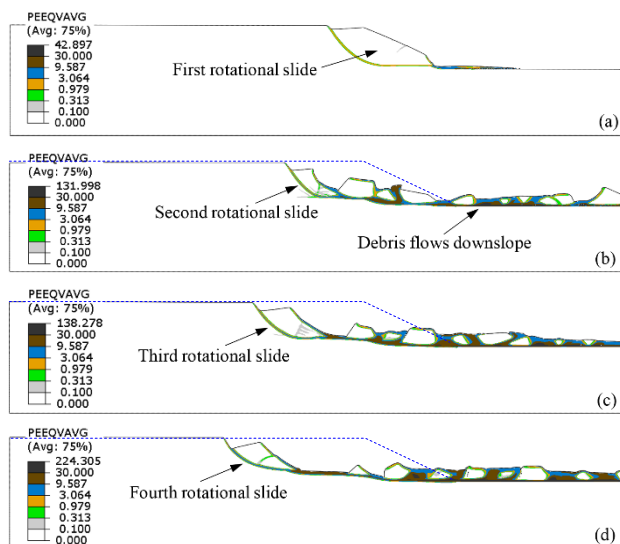 PEEQVAVG
(Avg: 75%)
42.897
30.000
9.587
3.064
0.979
0.313
0.100
0.000
First rotational slide
(a)
PEEQVAVG
(Avg: 75%)
131.998
30.000
9.587
3.064
0.979
0.313
0.100
0.000
Second rotational slide
Debris flows downslope
(b)
PEEQVAVG
(Avg: 75%)
138.278
30.000
9.587
3.064
0.979
0.313
0.100
0.000
Third rotational slide
(c)
PEEQVAVG
(Avg: 75%)
224.305
30.000
9.587
3.064
0.979
0.313
0.100
0.000
Fourth rotational slide
(d)